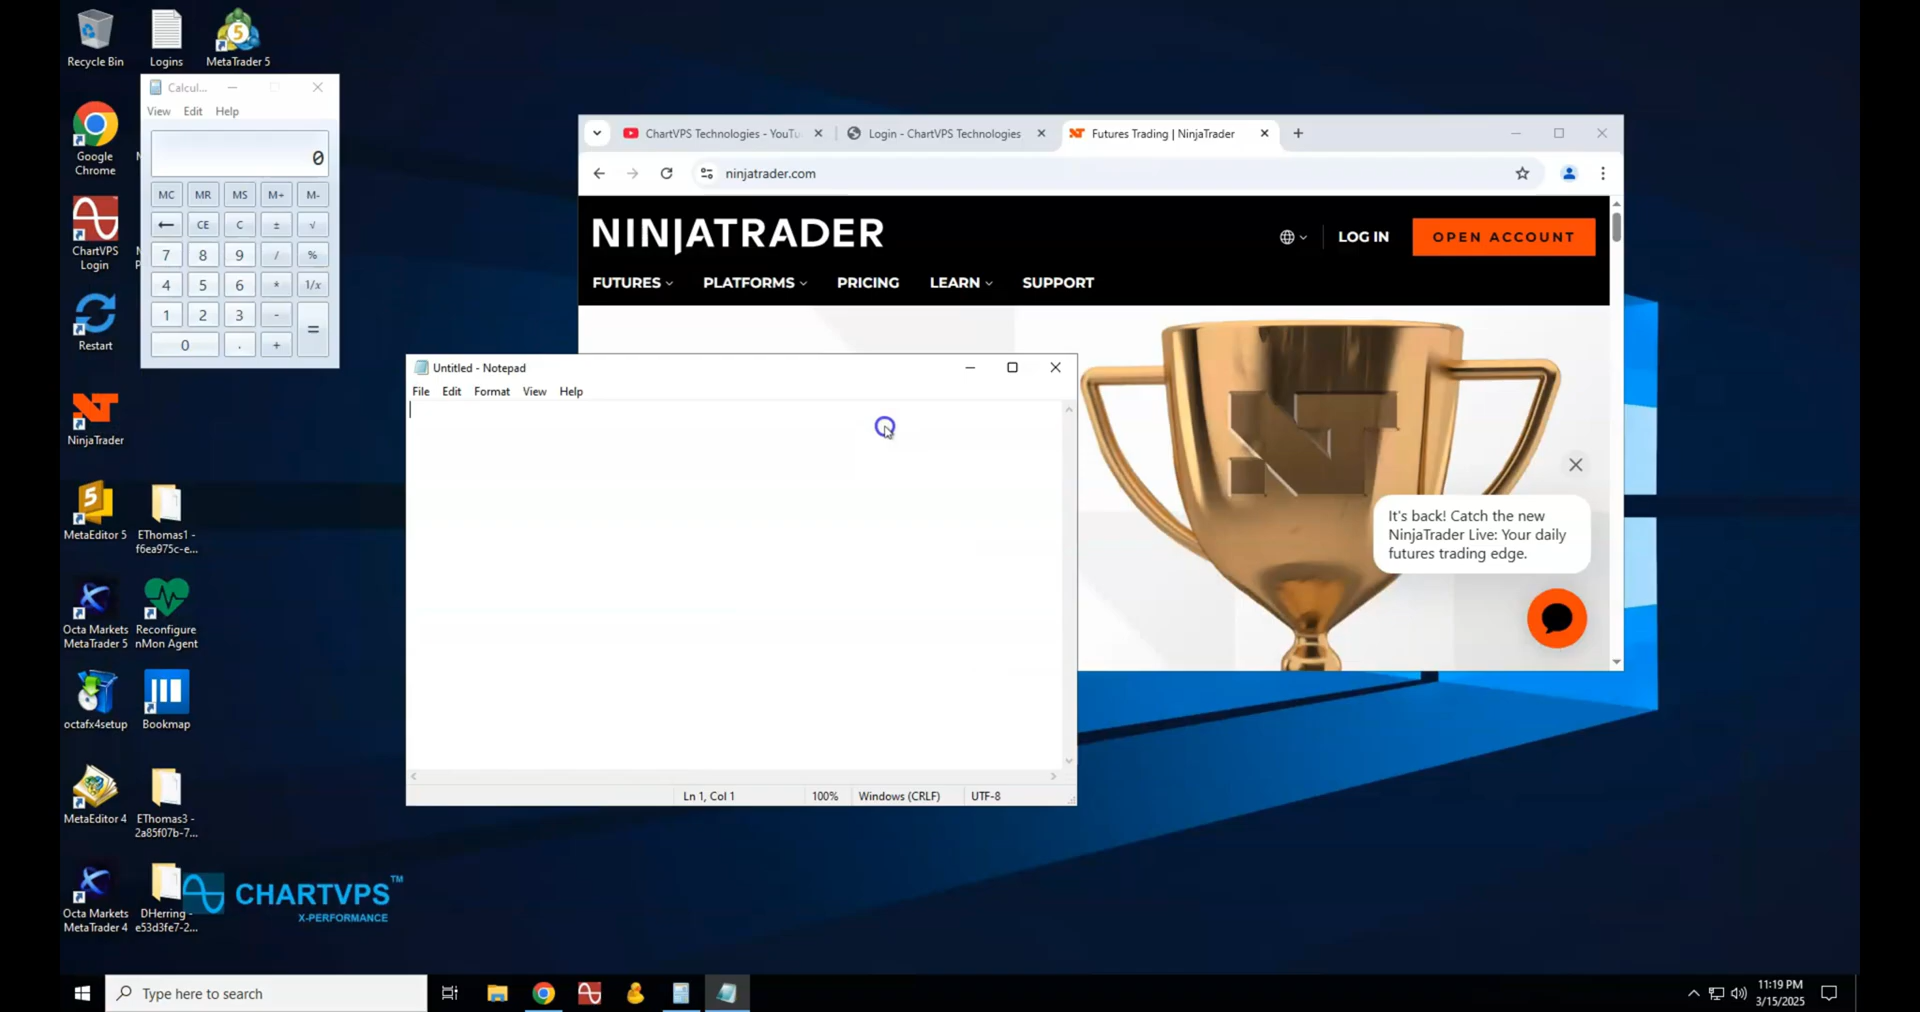 Recycle Bin
Logins
MetaTrader 5
Calcul...
View Edit Help
0
MC MR MS M+ M-
← CE C ± √
7 8 9 / %
4 5 6 * 1/x
1 2 3 - =
0 . +
Google
Chrome
ChartVPS
Login
Restart
NinjaTrader
MetaEditor 5
EThomas1 -
f6ea975c-e...
Octa Markets
MetaTrader 5
Reconfigure
nMon Agent
octafx4setup
Bookmap
MetaEditor 4
EThomas3 -
2a85f07b-7...
Octa Markets
MetaTrader 4
DHerring -
e53d3fe7-2...
CHARTVPS™
X-PERFORMANCE
ChartVPS Technologies - YouTu
Login - ChartVPS Technologies
Futures Trading | NinjaTrader
ninjatrader.com
NINJATRADER
LOG IN
OPEN ACCOUNT
FUTURES PLATFORMS PRICING LEARN SUPPORT
NT
It's back! Catch the new
NinjaTrader Live: Your daily
futures trading edge.
Untitled - Notepad
File Edit Format View Help
Ln 1, Col 1 100% Windows (CRLF) UTF-8
Type here to search
11:19 PM
3/15/2025